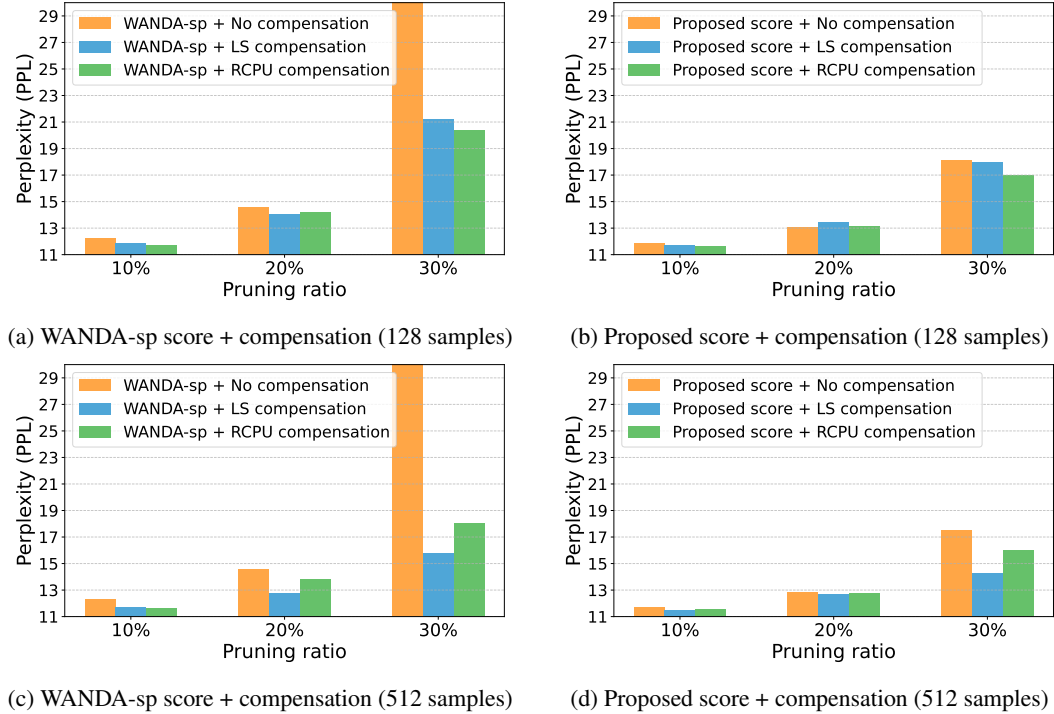 WANDA-sp + No compensation
WANDA-sp + LS compensation
WANDA-sp + RCPU compensation
Perplexity (PPL)
29
27
25
23
21
19
17
15
13
11
10%
20%
30%
Pruning ratio
(a) WANDA-sp score + compensation (128 samples)
Proposed score + No compensation
Proposed score + LS compensation
Proposed score + RCPU compensation
Perplexity (PPL)
29
27
25
23
21
19
17
15
13
11
10%
20%
30%
Pruning ratio
(b) Proposed score + compensation (128 samples)
WANDA-sp + No compensation
WANDA-sp + LS compensation
WANDA-sp + RCPU compensation
Perplexity (PPL)
29
27
25
23
21
19
17
15
13
11
10%
20%
30%
Pruning ratio
(c) WANDA-sp score + compensation (512 samples)
Proposed score + No compensation
Proposed score + LS compensation
Proposed score + RCPU compensation
Perplexity (PPL)
29
27
25
23
21
19
17
15
13
11
10%
20%
30%
Pruning ratio
(d) Proposed score + compensation (512 samples)